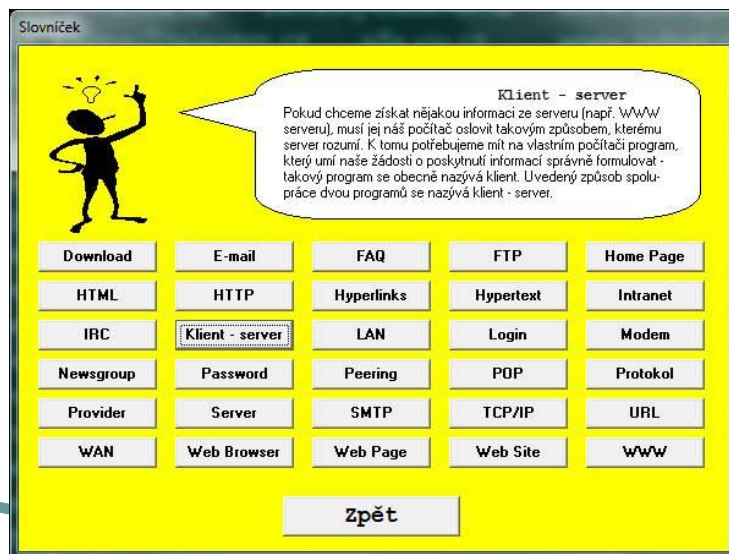 Slovníček
Klient - server
Pokud chceme získat nějakou informaci ze serveru (např. WWW
serveru), musí jej náš počítač oslovit takovým způsobem, kterému
server rozumí. K tomu potřebujeme mít na vlastním počítači program,
který umí naše žádosti o poskytnutí informací správně formulovat -
takový program se obecně nazývá klient. Uvedený způsob spolu-
práce dvou programů se nazývá klient - server.
Download E-mail FAQ FTP Home Page
HTML HTTP Hyperlinks Hypertext Intranet
IRC Klient - server LAN Login Modem
Newsgroup Password Peering POP Protokol
Provider Server SMTP TCP/IP URL
WAN Web Browser Web Page Web Site WWW
Zpět